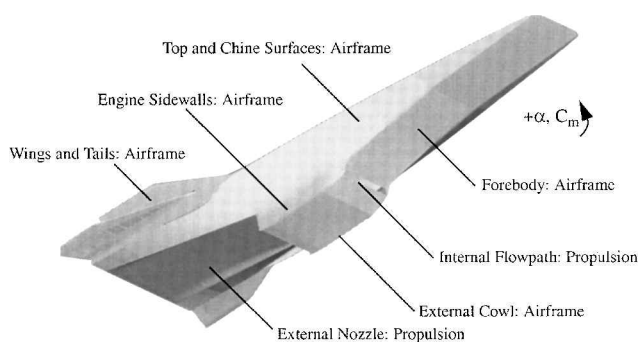 Top and Chine Surfaces: Airframe
Engine Sidewalls: Airframe
+α, Cm
Wings and Tails: Airframe
Forebody: Airframe
Internal Flowpath: Propulsion
External Cowl: Airframe
External Nozzle: Propulsion